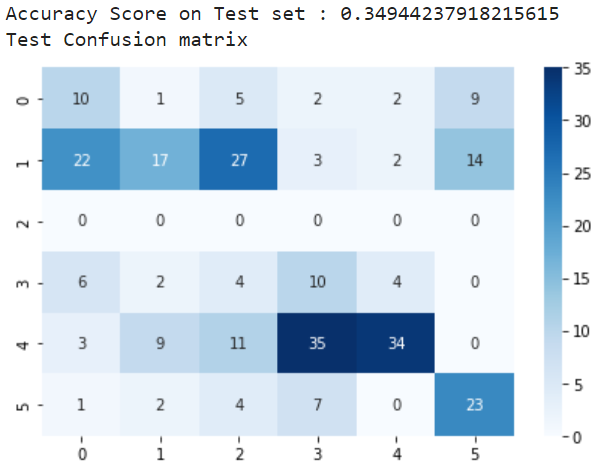 Accuracy Score on Test set : 0.34944237918215615
Test Confusion matrix
0 10 1 5 2 2 9
1 22 17 27 3 2 14
2 0 0 0 0 0 0
3 6 2 4 10 4 0
4 3 9 11 35 34 0
5 1 2 4 7 0 23
0 1 2 3 4 5
35
30
25
20
15
10
5
0